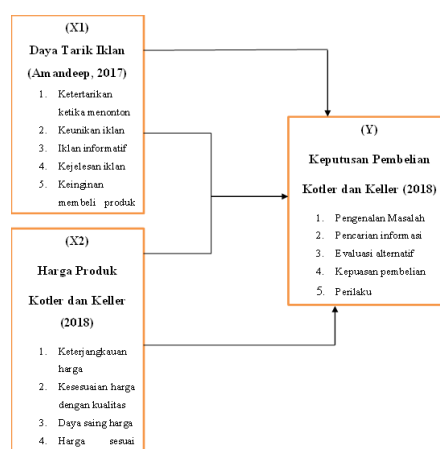 (X1)
Daya Tarik Iklan
(Amandeep, 2017)
1. Ketertarikan
ketika menonton
2. Keunikan iklan
3. Iklan informatif
4. Kejelesan iklan
5. Keinginan
membeli produk
(X2)
Harga Produk
Kotler dan Keller
(2018)
1. Keterjangkauan
harga
2. Kesesuaian harga
dengan kualitas
3. Daya saing harga
4. Harga sesuai
(Y)
Keputusan Pembelian
Kotler dan Keller (2018)
1. Pengenalan Masalah
2. Pencarian informasi
3. Evaluasi alternatif
4. Kepuasan pembelian
5. Perilaku